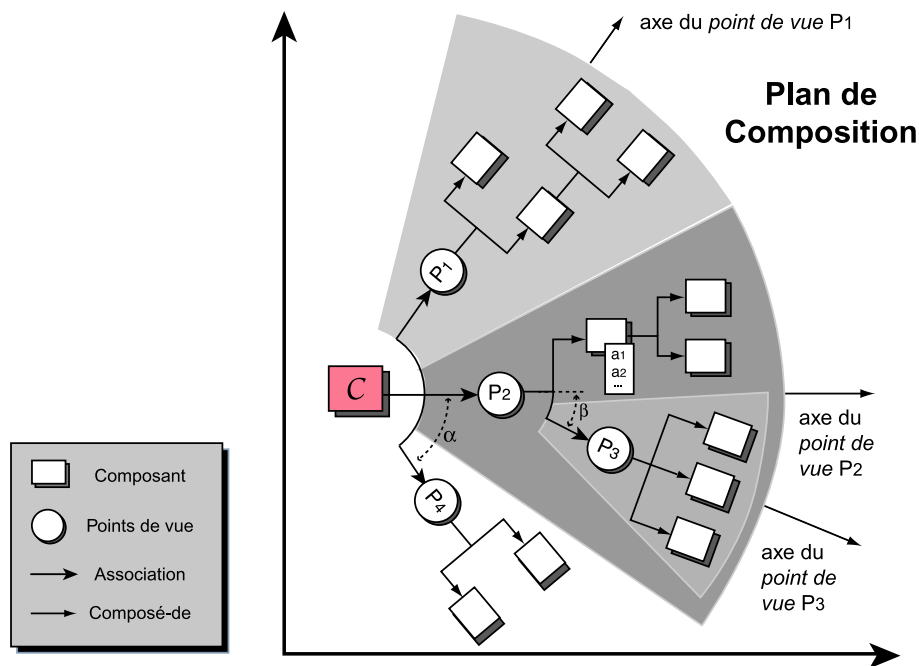 axe du point de vue P1
Plan de
Composition
P1
C
a1
a2
...
P2
β
α
P3
P4
axe du
point de
vue P2
axe du
point de
vue P3
Composant
Points de vue
Association
Composé-de